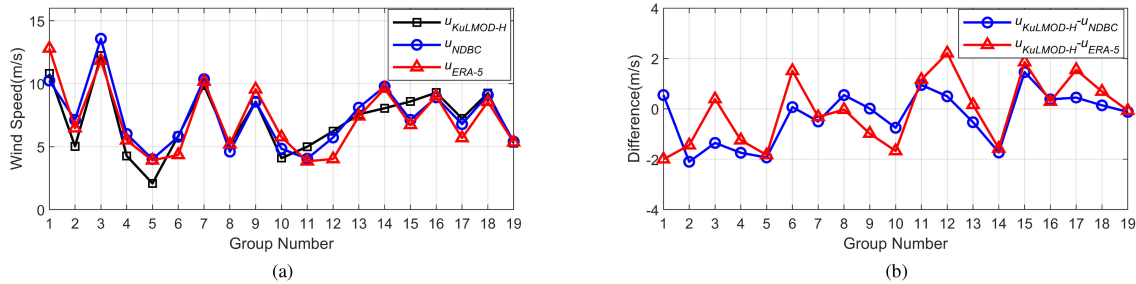 15
10
5
0
Wind Speed(m/s)
u_KuLMOD-H
u_NDBC
u_ERA-5
1 2 3 4 5 6 7 8 9 10 11 12 13 14 15 16 17 18 19
Group Number
(a)
4
2
0
-2
-4
Difference(m/s)
u_KuLMOD-H-u_NDBC
u_KuLMOD-H-u_ERA-5
1 2 3 4 5 6 7 8 9 10 11 12 13 14 15 16 17 18 19
Group Number
(b)